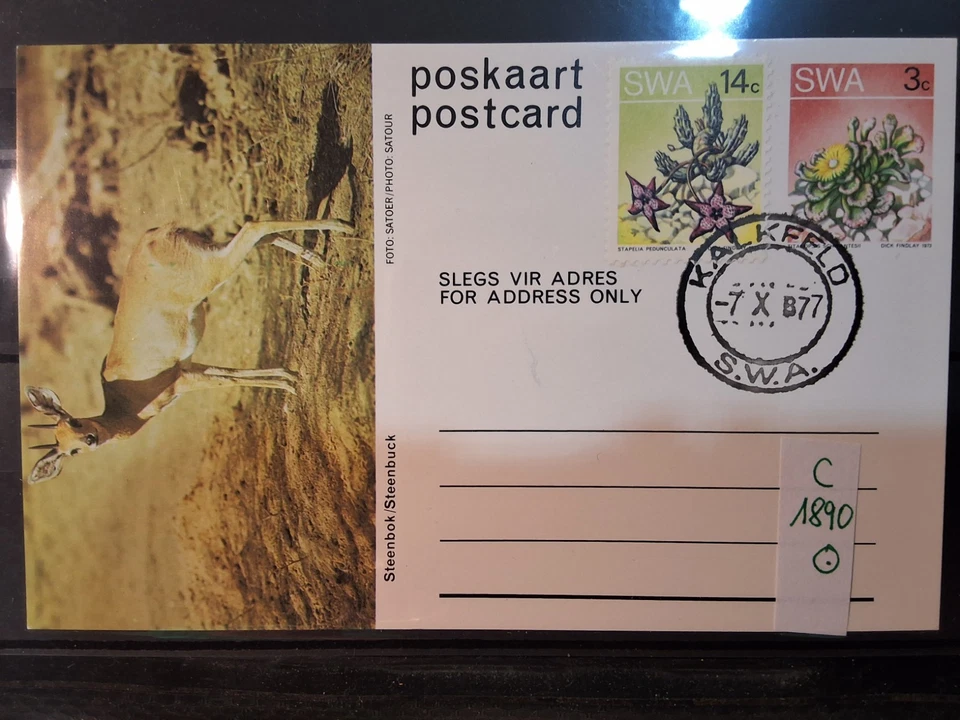 poskaart
postcard
SWA 14c
STAPELIA PEDUNCULATA
SWA 3c
DICK FINDLAY 1973
FOTO: SATOER/PHOTO: SATOUR
SLEGS VIR ADRES
FOR ADDRESS ONLY
KALKFELD
-7 X B77
S.W.A.
Steenbok/Steenbuck
C
1890